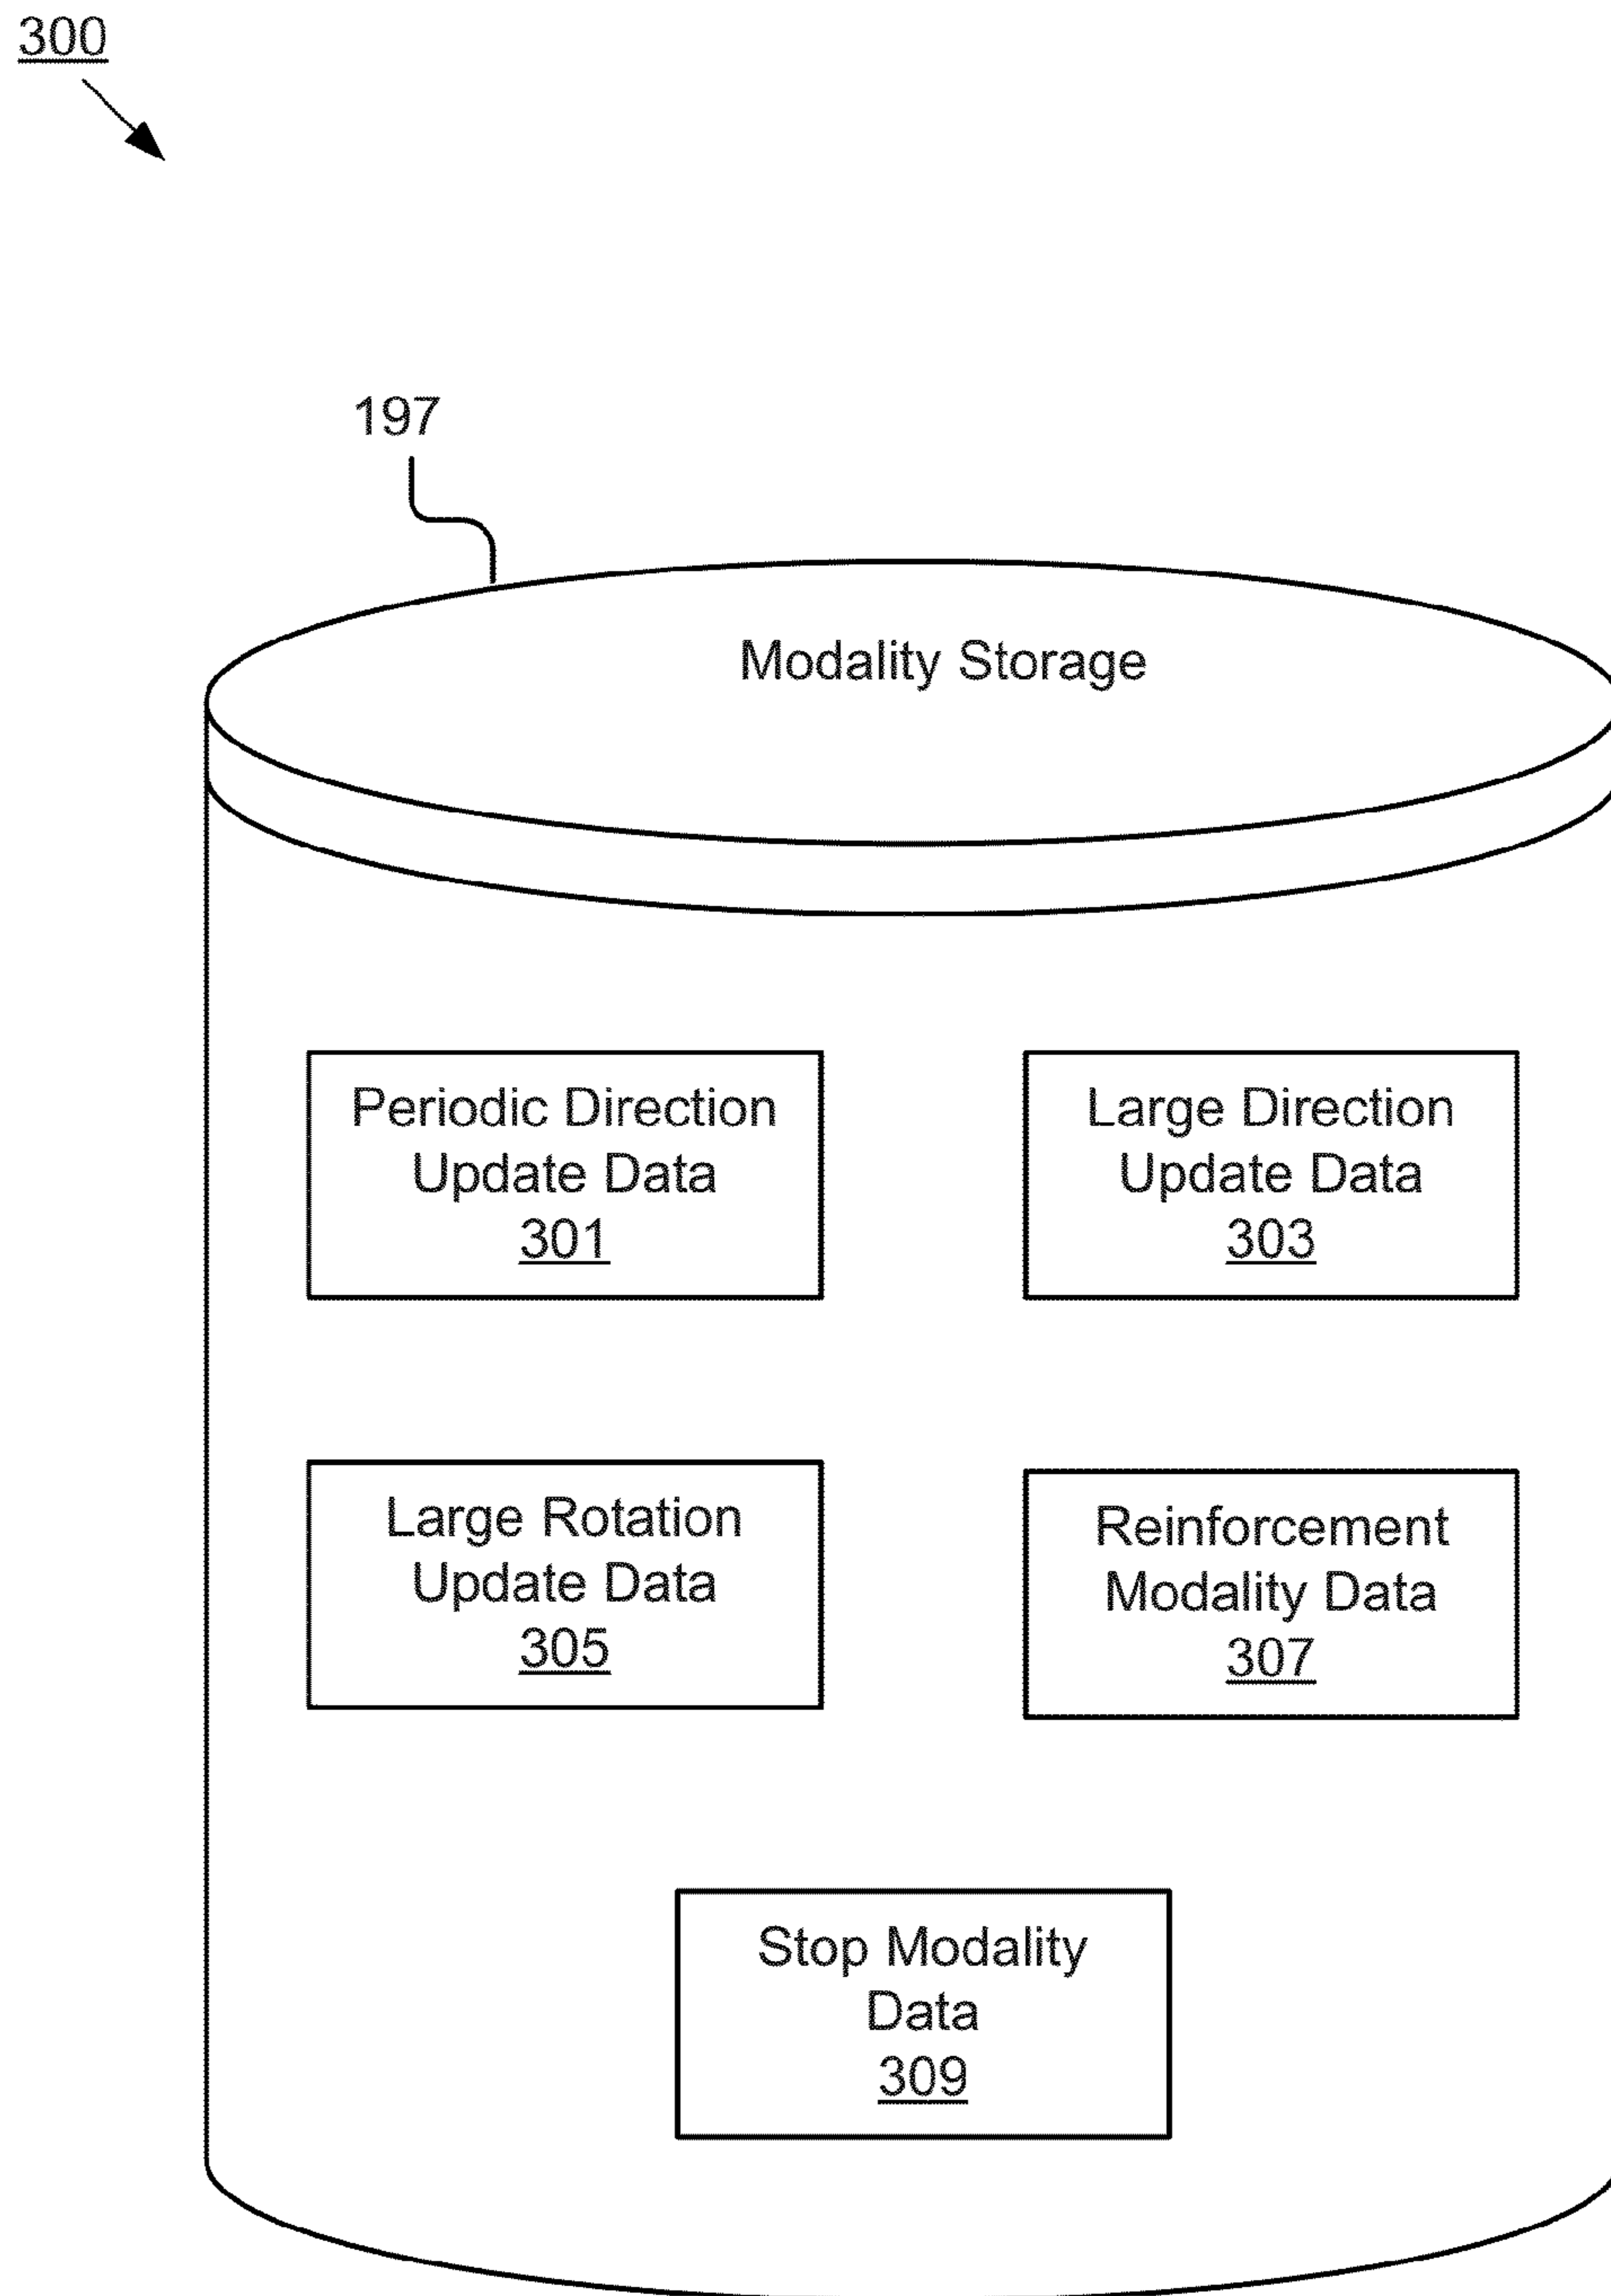 300
197
Modality Storage
Periodic Direction
Update Data
301
Large Direction
Update Data
303
Large Rotation
Update Data
305
Reinforcement
Modality Data
307
Stop Modality
Data
309